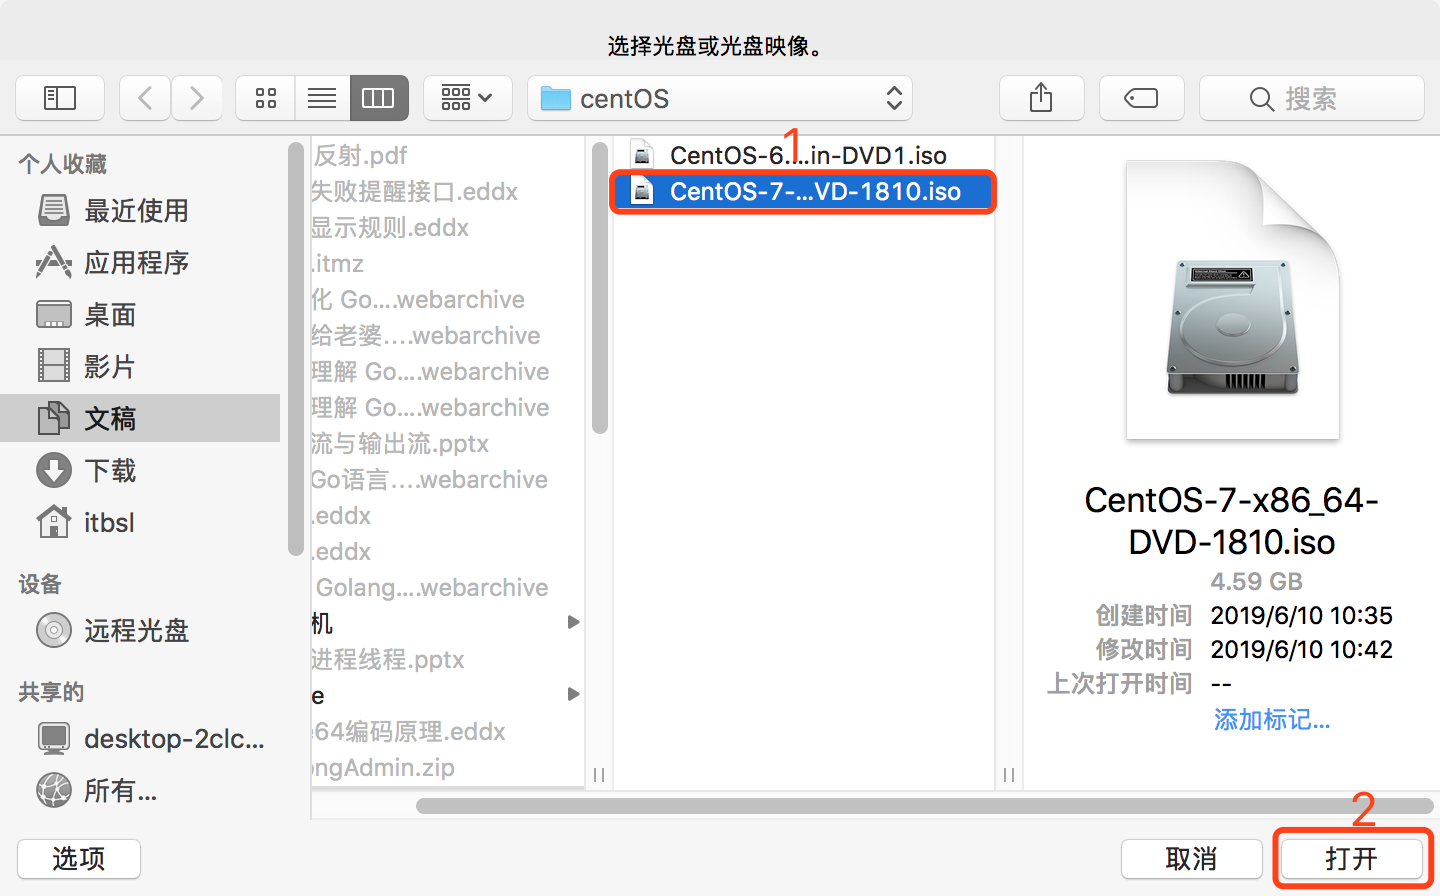 选择光盘或光盘映像。
centOS
搜索
个人收藏
最近使用
应用程序
桌面
影片
文稿
下载
itbsl
设备
远程光盘
共享的
desktop-2clc...
所有...
反射.pdf
失败提醒接口.eddx
显示规则.eddx
.itmz
化 Go....webarchive
给老婆....webarchive
理解 Go....webarchive
理解 Go....webarchive
流与输出流.pptx
Go语言....webarchive
.eddx
.eddx
Golang....webarchive
机
进程线程.pptx
e
e64编码原理.eddx
ongAdmin.zip
1
CentOS-6....in-DVD1.iso
CentOS-7-...VD-1810.iso
CentOS-7-x86_64-
DVD-1810.iso
4.59 GB
创建时间 2019/6/10 10:35
修改时间 2019/6/10 10:42
上次打开时间 --
添加标记...
2
选项
取消
打开